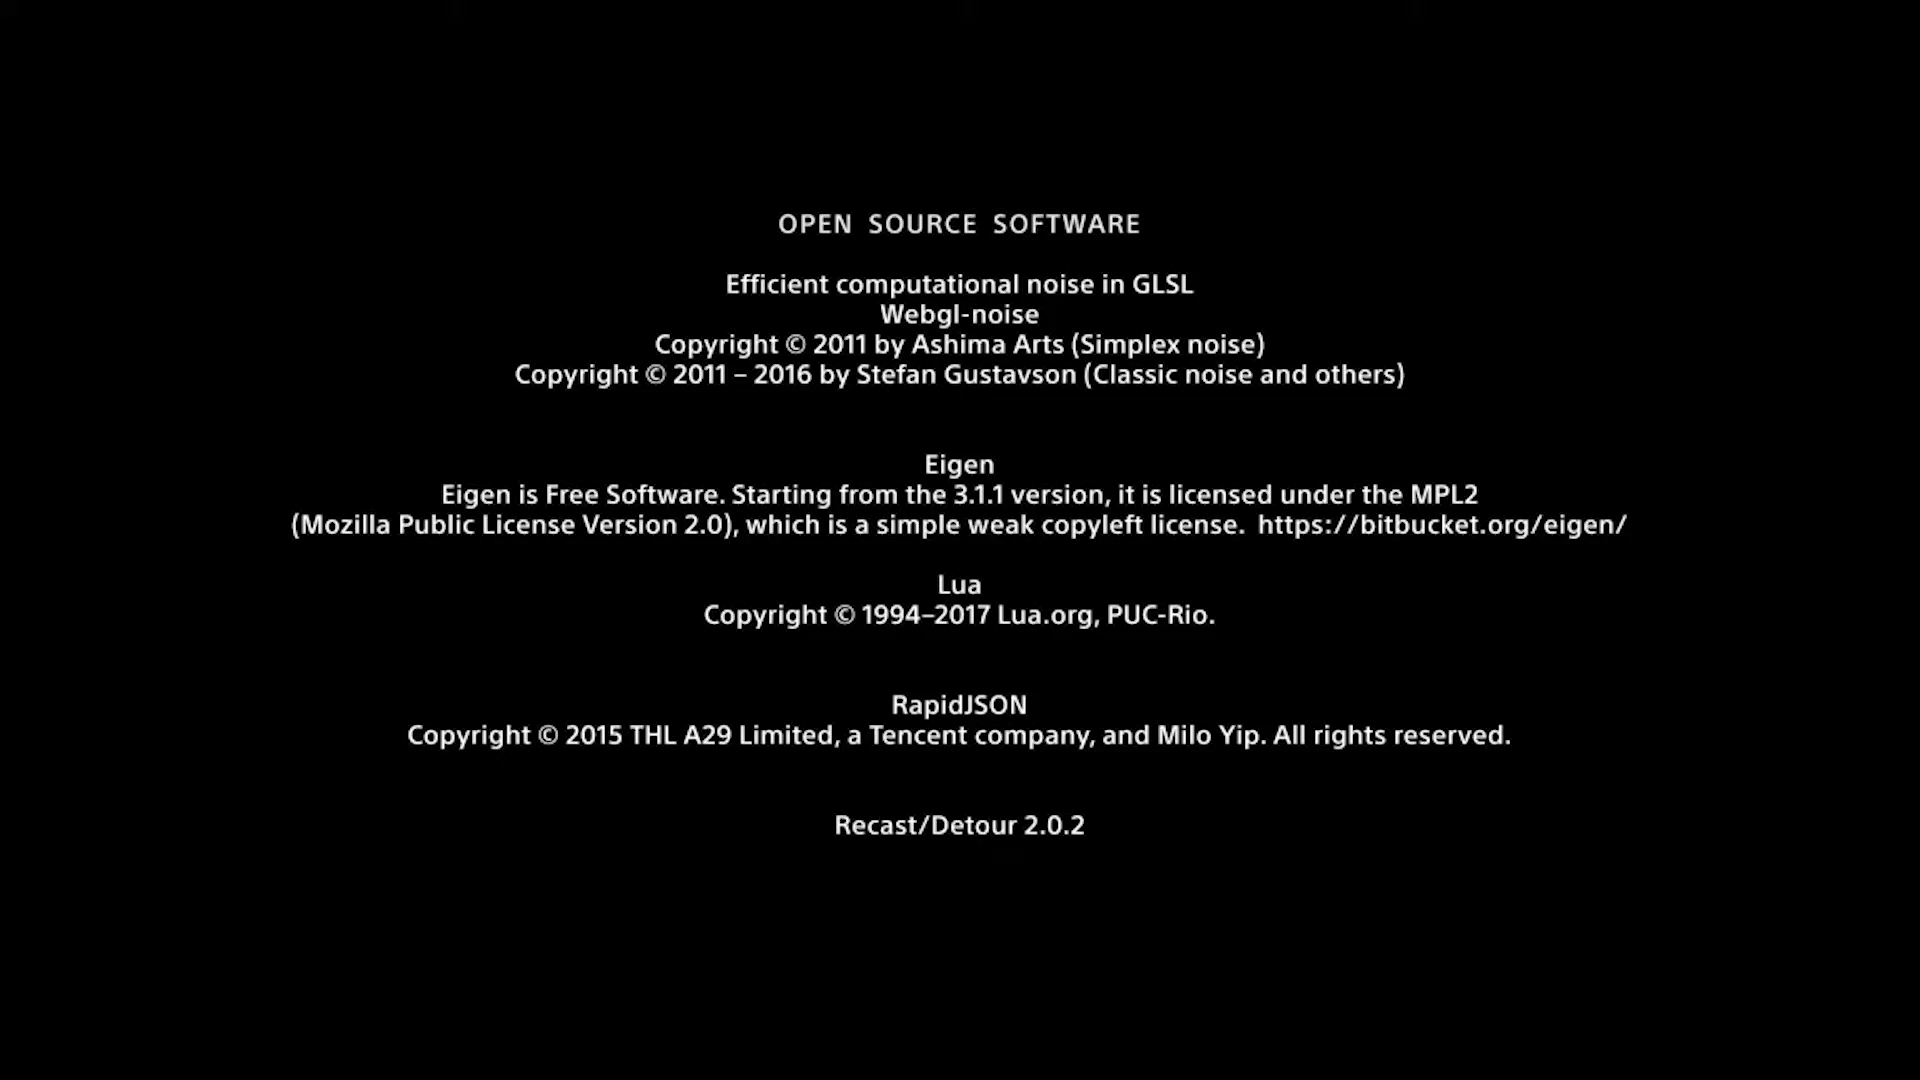 OPEN SOURCE SOFTWARE
Efficient computational noise in GLSL
Webgl-noise
Copyright © 2011 by Ashima Arts (Simplex noise)
Copyright © 2011 – 2016 by Stefan Gustavson (Classic noise and others)
Eigen
Eigen is Free Software. Starting from the 3.1.1 version, it is licensed under the MPL2
(Mozilla Public License Version 2.0), which is a simple weak copyleft license. https://bitbucket.org/eigen/
Lua
Copyright © 1994–2017 Lua.org, PUC-Rio.
RapidJSON
Copyright © 2015 THL A29 Limited, a Tencent company, and Milo Yip. All rights reserved.
Recast/Detour 2.0.2